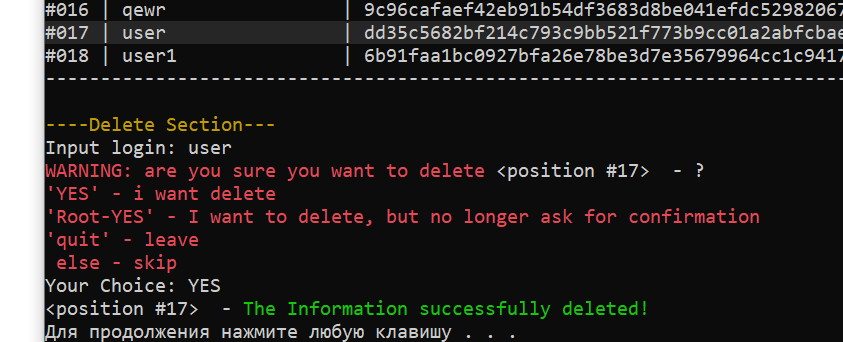 #016 | qewr | 9c96cafaef42eb91b54df3683d8be041efdc52982067
#017 | user | dd35c5682bf214c793c9bb521f773b9cc01a2abfcbae
#018 | user1 | 6b91faa1bc0927bfa26e78be3d7e35679964cc1c9417
----Delete Section---
Input login: user
WARNING: are you sure you want to delete <position #17>  - ?
'YES' - i want delete
'Root-YES' - I want to delete, but no longer ask for confirmation
'quit' - leave
 else - skip
Your Choice: YES
<position #17>  - The Information successfully deleted!
Для продолжения нажмите любую клавишу . . .